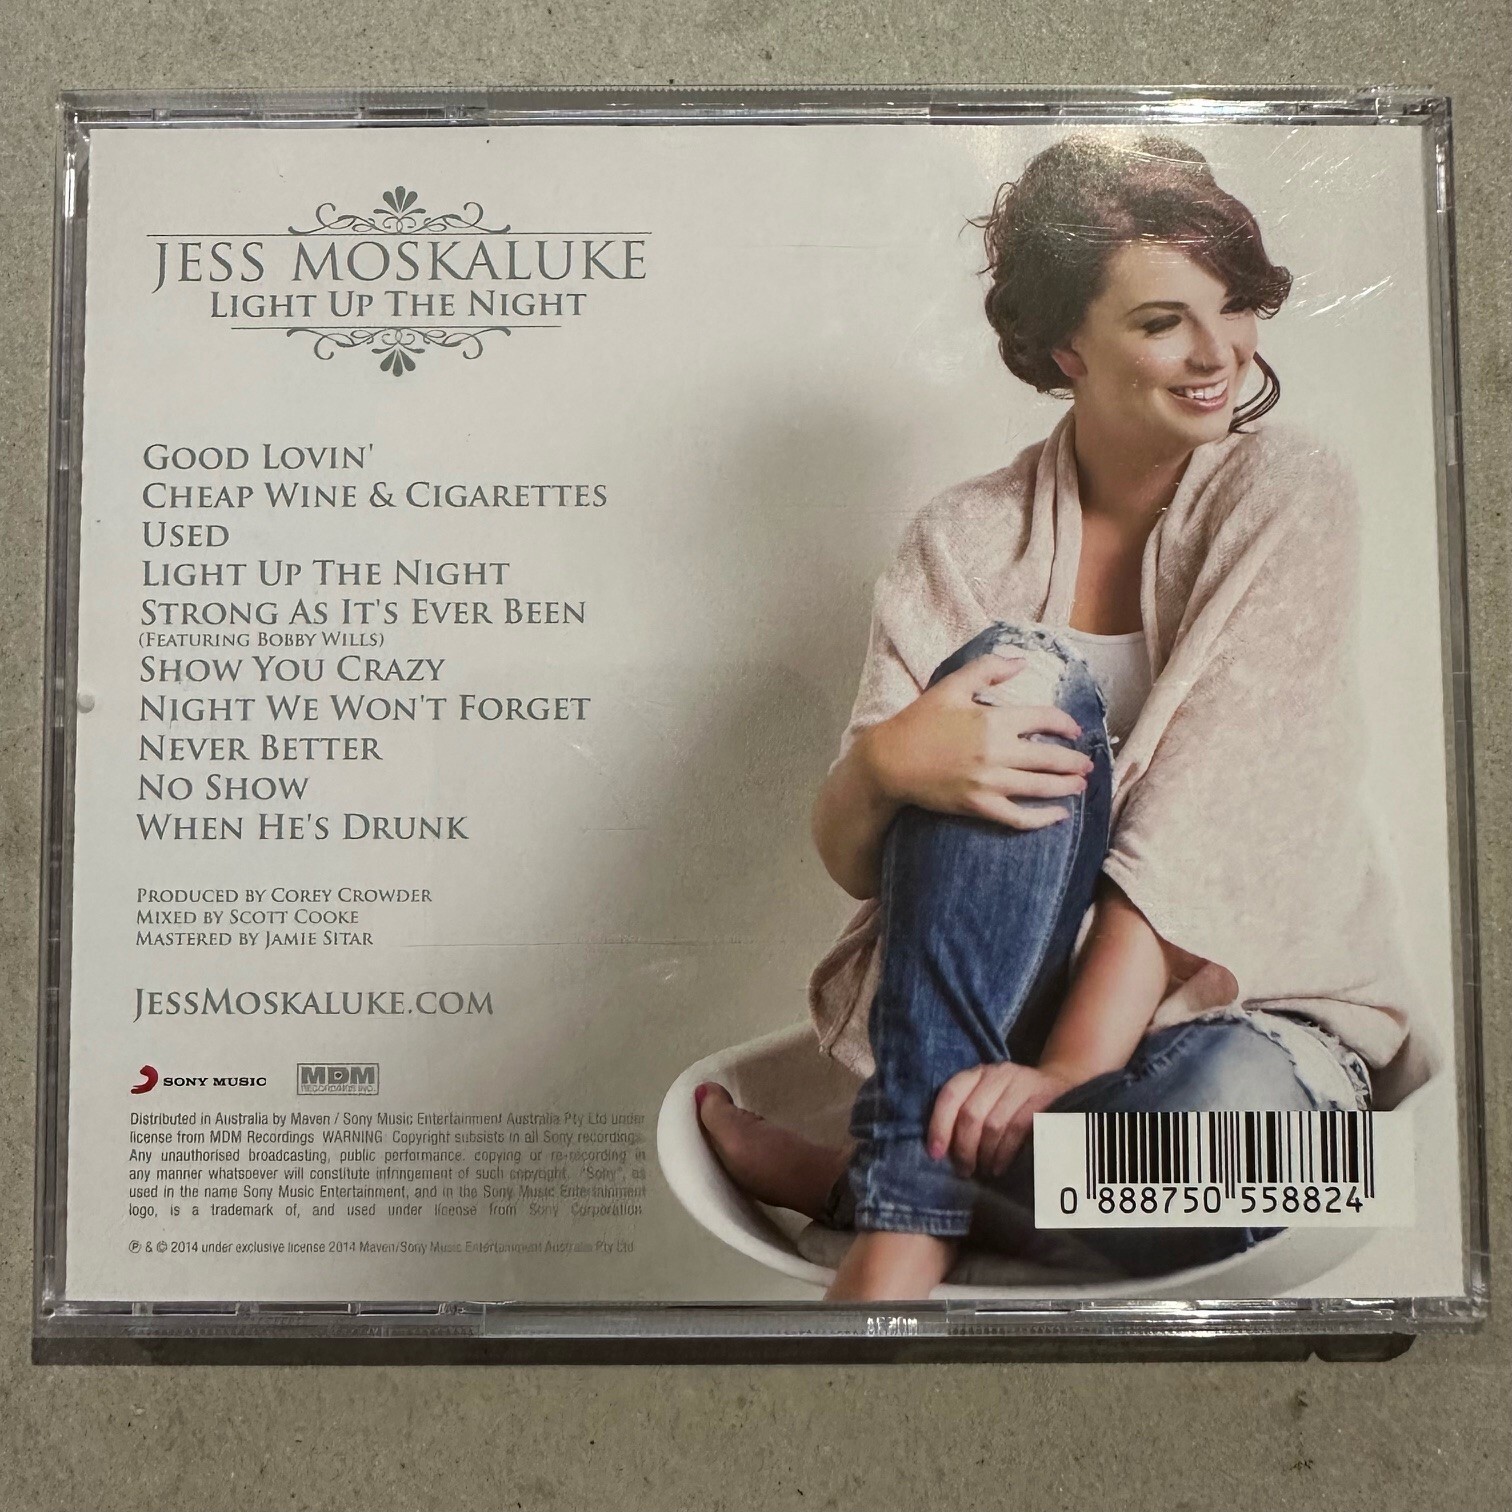 JESS MOSKALUKE
LIGHT UP THE NIGHT
GOOD LOVIN'
CHEAP WINE & CIGARETTES
USED
LIGHT UP THE NIGHT
STRONG AS IT'S EVER BEEN
(FEATURING BOBBY WILLS)
SHOW YOU CRAZY
NIGHT WE WON'T FORGET
NEVER BETTER
NO SHOW
WHEN HE'S DRUNK
PRODUCED BY COREY CROWDER
MIXED BY SCOTT COOKE
MASTERED BY JAMIE SITAR
JESSMOSKALUKE.COM
SONY MUSIC
MDM
RECORDINGS INC.
Distributed in Australia by Maven / Sony Music Entertainment Australia Pty Ltd under
license from MDM Recordings WARNING: Copyright subsists in all Sony recordings.
Any unauthorised broadcasting, public performance, copying or re-recording in
any manner whatsoever will constitute infringement of such copyright. "Sony", as
used in the name Sony Music Entertainment, and in the Sony Music Entertainment
logo, is a trademark of, and used under license from Sony Corporation
℗ & © 2014 under exclusive license 2014 Maven/Sony Music Entertainment Australia Pty Ltd
0 888750 558824